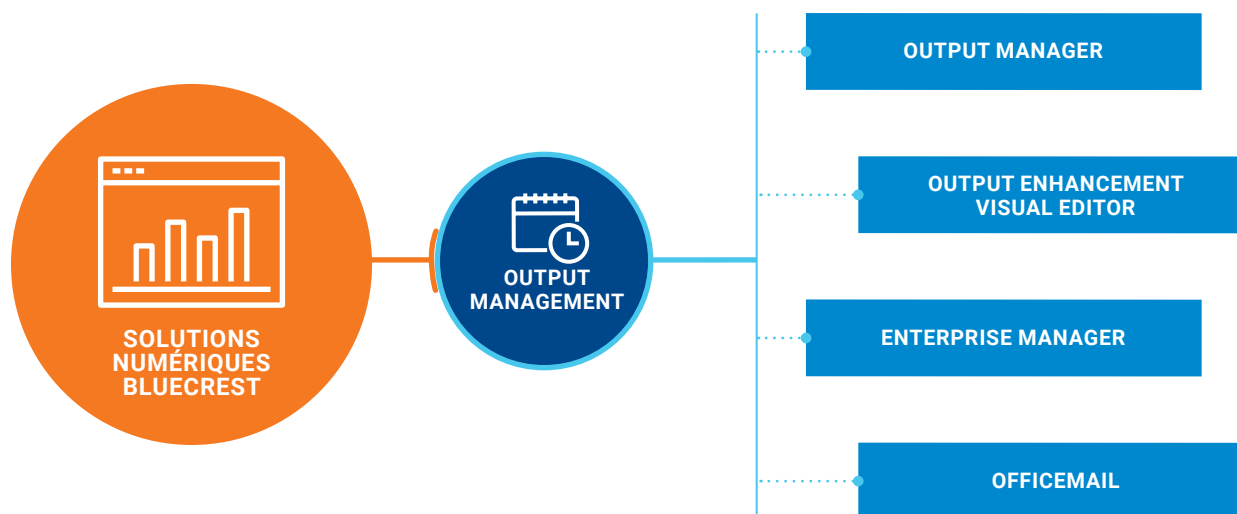 SOLUTIONS
NUMÉRIQUES
BLUECREST
OUTPUT
MANAGEMENT
OUTPUT MANAGER
OUTPUT ENHANCEMENT
VISUAL EDITOR
ENTERPRISE MANAGER
OFFICEMAIL